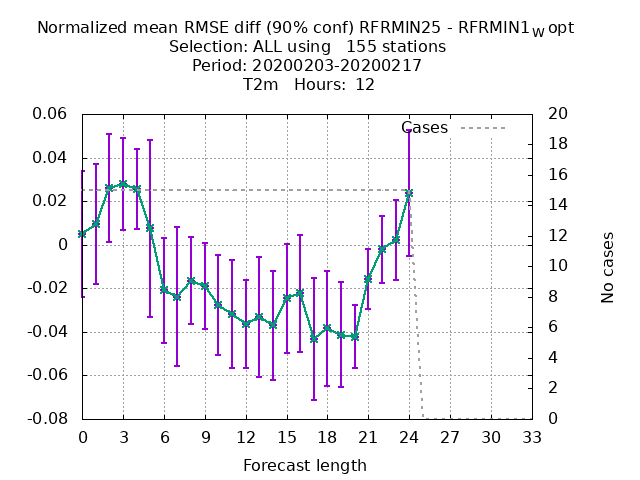 Normalized mean RMSE diff (90% conf) RFRMIN25 - RFRMIN1W opt
Selection: ALL using   155 stations
Period: 20200203-20200217
T2m   Hours:  12
Cases
0.06
0.04
0.02
0
-0.02
-0.04
-0.06
-0.08
20
18
16
14
12
10
8
6
4
2
0
No cases
0 3 6 9 12 15 18 21 24 27 30 33
Forecast length